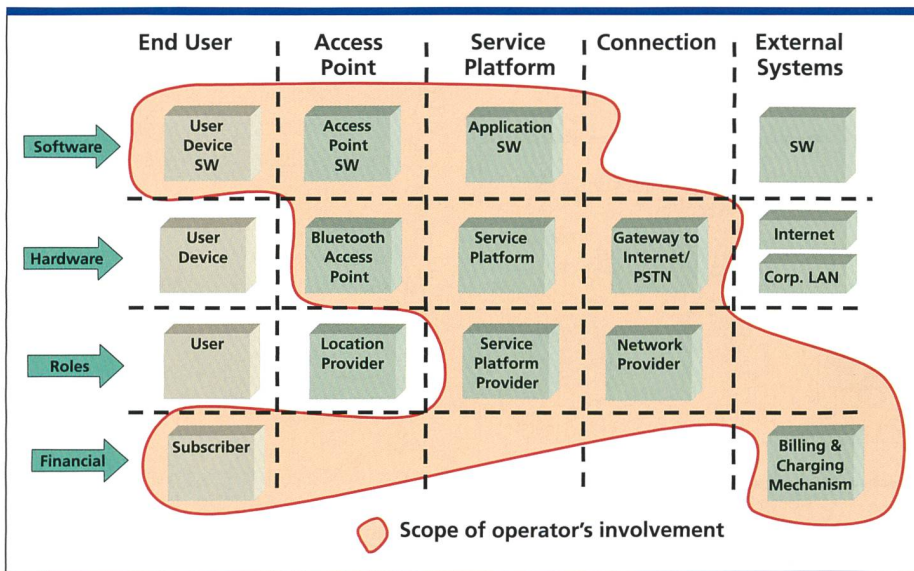 End User
Access
Point
Service
Platform
Connection
External
Systems
Software
User
Device
SW
Access
Point
SW
Application
SW
SW
Hardware
User
Device
Bluetooth
Access
Point
Service
Platform
Gateway to
Internet/
PSTN
Internet
Corp. LAN
Roles
User
Location
Provider
Service
Platform
Provider
Network
Provider
Financial
Subscriber
Billing &
Charging
Mechanism
Scope of operator's involvement